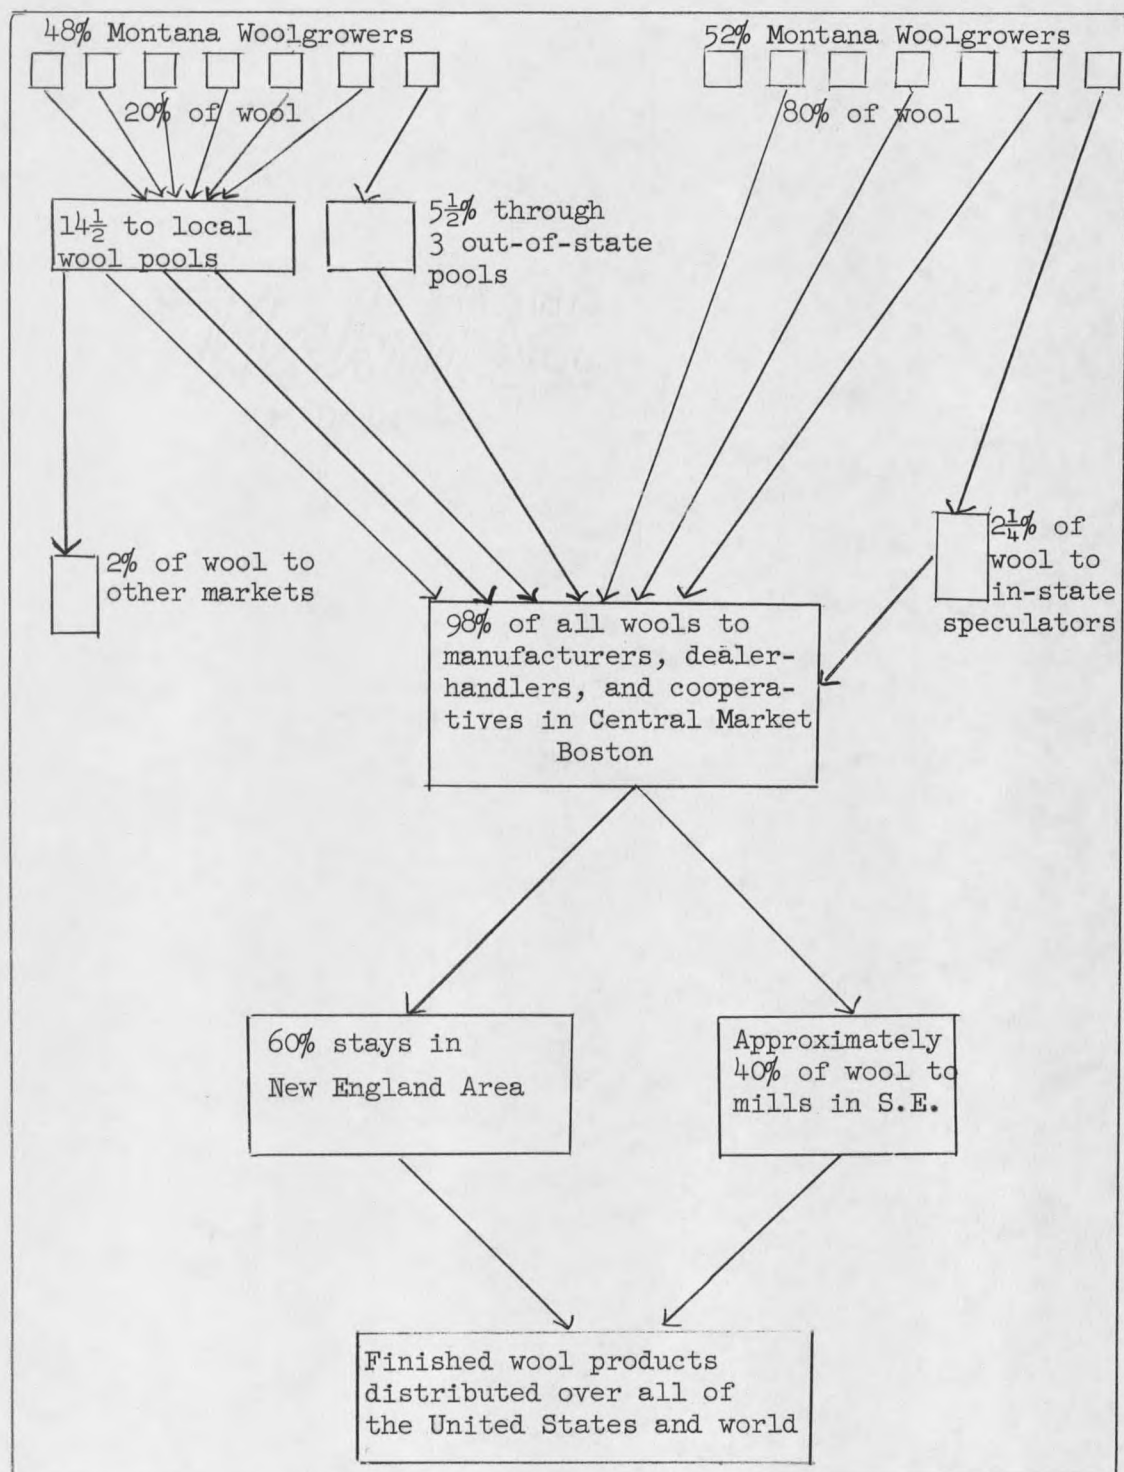 48% Montana Woolgrowers
52% Montana Woolgrowers
20% of wool
80% of wool
14½ to local
wool pools
5½% through
3 out-of-state
pools
2% of wool to
other markets
2¼% of
wool to
in-state
speculators
98% of all wools to
manufacturers, dealer-
handlers, and coopera-
tives in Central Market
Boston
60% stays in
New England Area
Approximately
40% of wool to
mills in S.E.
Finished wool products
distributed over all of
the United States and world